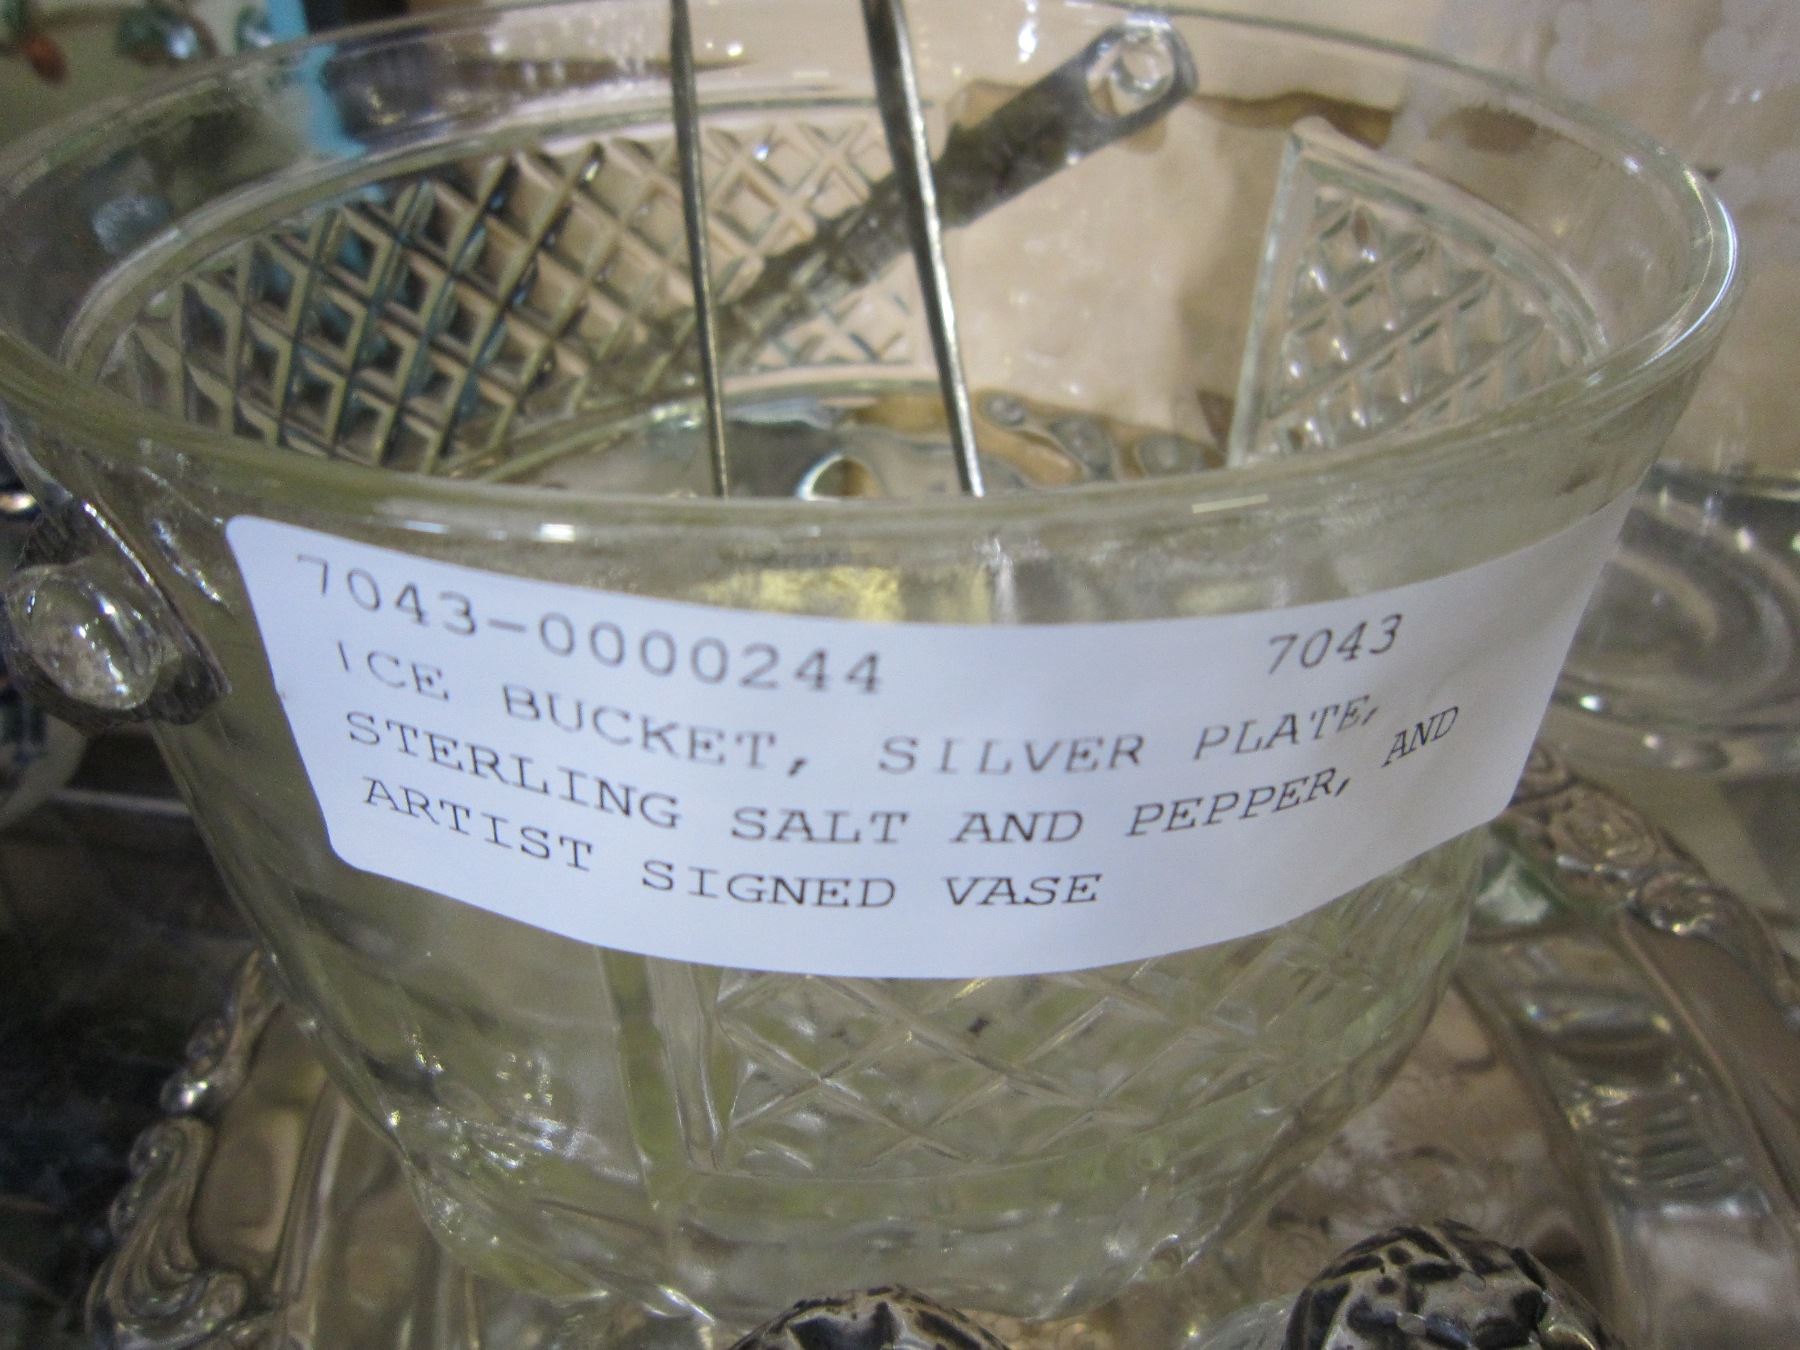 7043-0000244 7043
ICE BUCKET, SILVER PLATE,
STERLING SALT AND PEPPER, AND
ARTIST SIGNED VASE